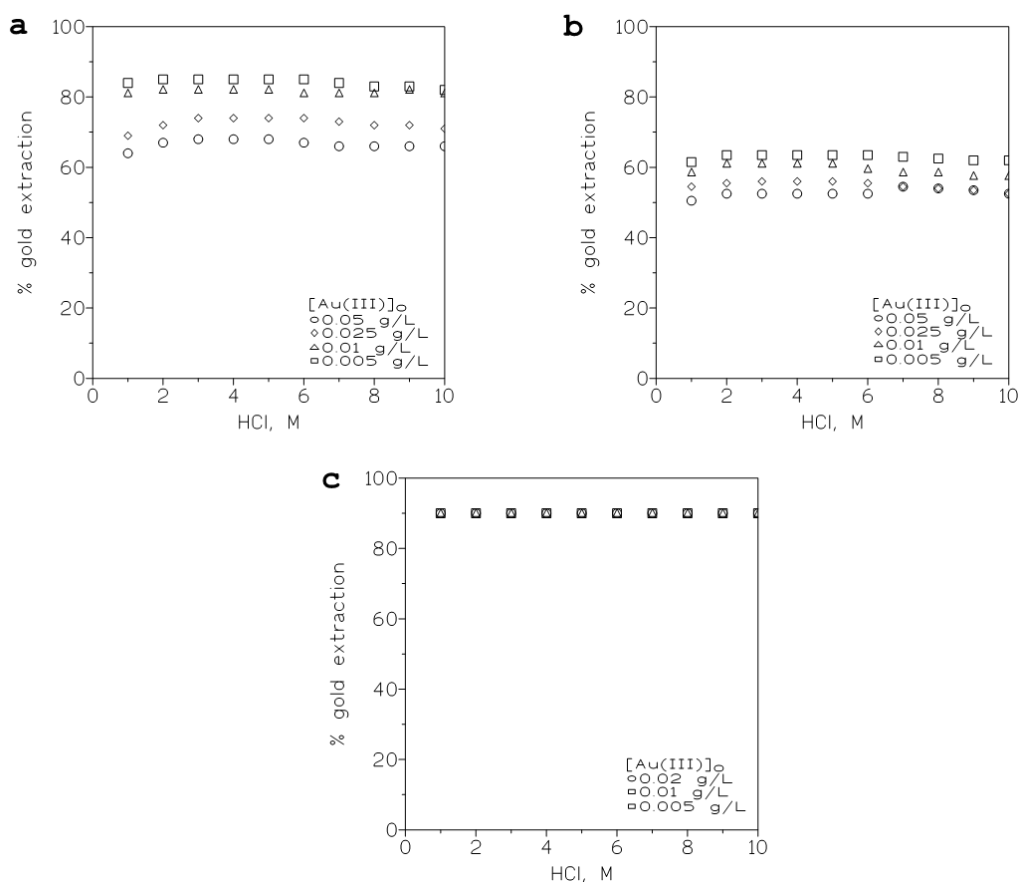 a
100
80
60
40
20
0
% gold extraction
[Au(III)]o
0.05 g/L
0.025 g/L
0.01 g/L
0.005 g/L
0 2 4 6 8 10
HCl, M
b
100
80
60
40
20
0
% gold extraction
[Au(III)]o
0.05 g/L
0.025 g/L
0.01 g/L
0.005 g/L
0 2 4 6 8 10
HCl, M
c
100
80
60
40
20
0
% gold extraction
[Au(III)]o
0.02 g/L
0.01 g/L
0.005 g/L
0 2 4 6 8 10
HCl, M